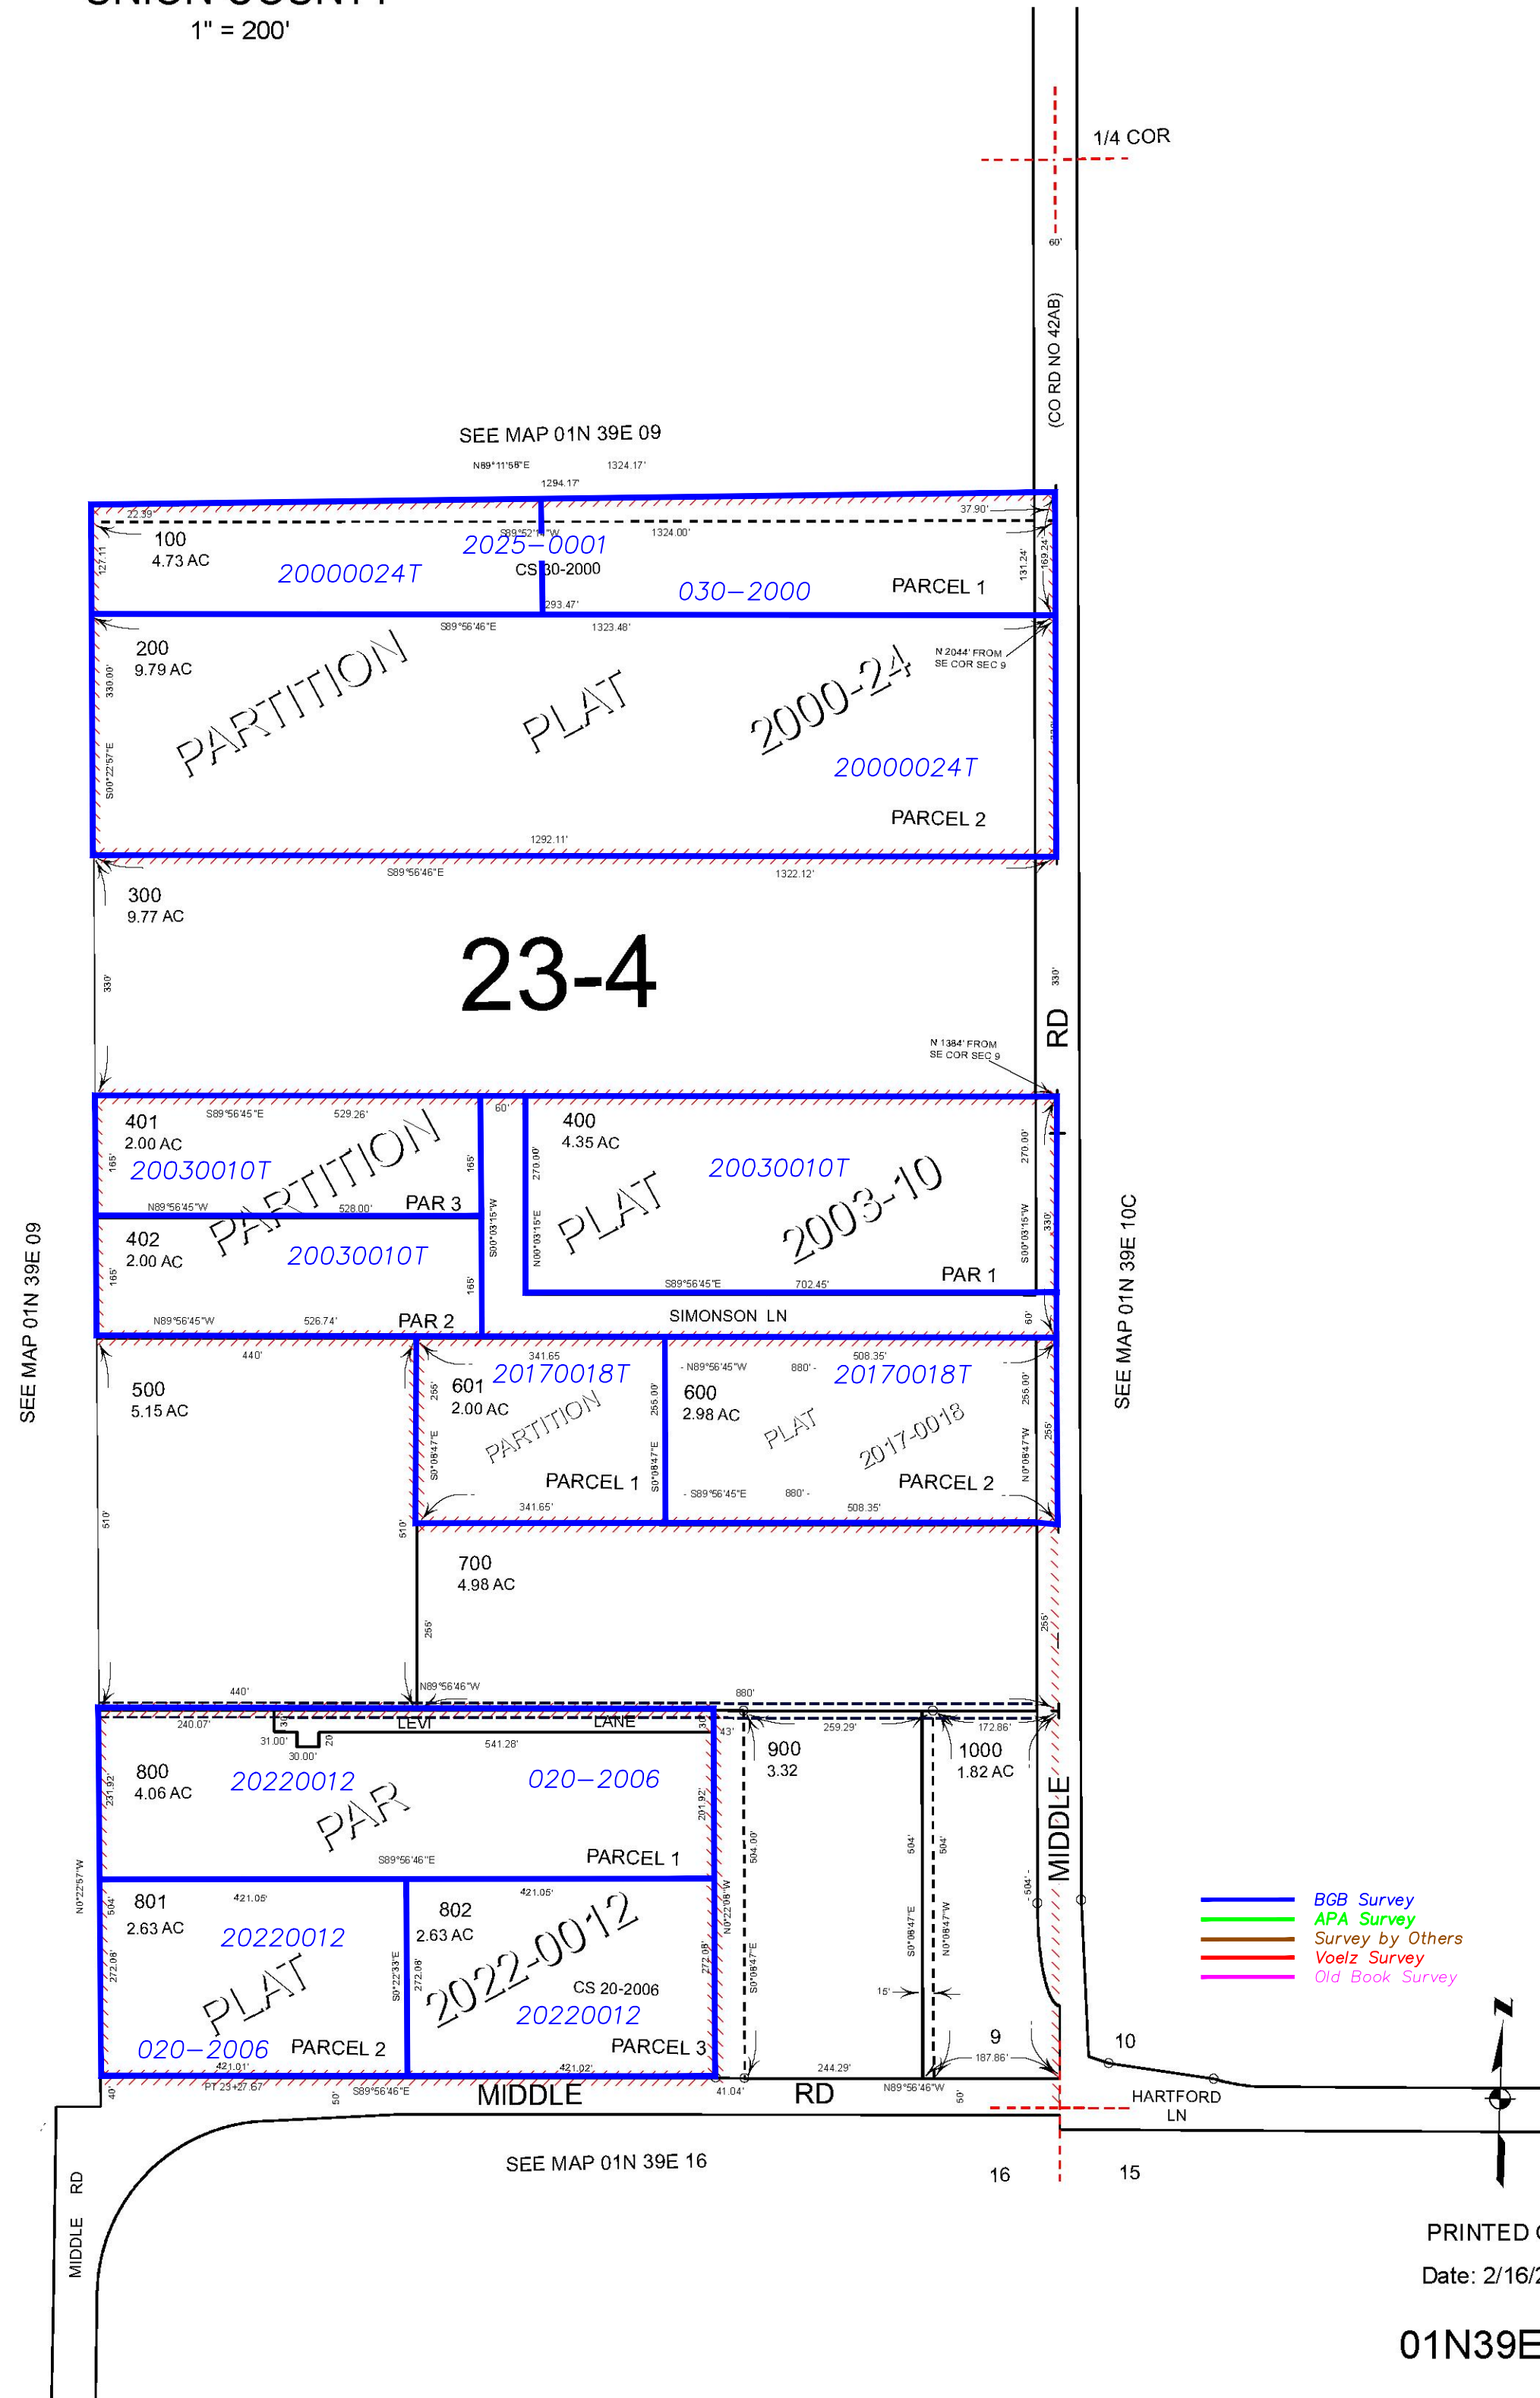 1" = 200'
1/4 COR
60'
(CO RD NO 42AB)
SEE MAP 01N 39E 09
N89°11'58"E 1324.17'
1294.17'
22.39'
37.90'
S89°52'11"W 1324.00'
100
4.73 AC
127.11
2025-0001
CS 30-2000
20000024T
030-2000
PARCEL 1
131.24'
169.24'
293.47'
S89°56'46"E 1323.48'
200
9.79 AC
330.00'
S00°22'57"E
N 2044' FROM
SE COR SEC 9
PARTITION PLAT 2000-24
20000024T
PARCEL 2
1292.11'
S89°56'46"E 1322.12'
300
9.77 AC
330'
23-4
330'
RD
N 1384' FROM
SE COR SEC 9
401
2.00 AC
S89°56'45"E 529.26'
165'
165'
20030010T
N89°56'45"W 528.00'
PAR 3
60'
400
4.35 AC
270.00'
N00°03'15"E
S00°03'15"W
20030010T
PARTITION PLAT 2003-10
270.00'
S00°03'15"W
330'
PAR 1
S89°56'45"E 702.45'
402
2.00 AC
165'
165'
20030010T
N89°56'45"W 526.74'
PAR 2
SIMONSON LN
60'
SEE MAP 01N 39E 09
SEE MAP 01N 39E 10C
440'
500
5.15 AC
510'
510'
341.65
20170018T
601
2.00 AC
255'
S0°08'47"E
PARTITION
PARCEL 1
341.65'
255.00'
S0°08'47"E
- N89°56'45"W 880' -
508.35'
20170018T
600
2.98 AC
PLAT 2017-0018
PARCEL 2
- S89°56'45"E 880' -
508.35'
255.00'
N0°08'47"W
255'
700
4.98 AC
255'
255'
N89°56'46"W
440'
880'
240.07'
30'
LEVI LANE
30'
31.00'
30.00'
20
541.28'
43'
259.29'
172.86'
800
4.06 AC
231.92'
20220012
020-2006
PAR
201.92'
S89°56'46"E
PARCEL 1
900
3.32
1000
1.82 AC
MIDDLE
N0°22'57"W
504'
801
2.63 AC
421.05'
20220012
272.08'
PLAT
020-2006
PARCEL 2
421.01'
S0°22'33"E
272.08'
421.05'
802
2.63 AC
2022-0012
CS 20-2006
20220012
PARCEL 3
421.02'
272.08'
N0°22'08"W
504.00'
S0°08'47"E
504'
S0°08'47"E
504'
N0°08'47"W
- 504' -
15'
9
187.86'
10
244.29'
N89°56'46"W
41.04'
40'
PT 23+27.67
50'
S89°56'46"E
MIDDLE RD
50'
HARTFORD
LN
SEE MAP 01N 39E 16
16
15
MIDDLE RD
BGB Survey
APA Survey
Survey by Others
Voelz Survey
Old Book Survey
Z
PRINTED
Date: 2/16/
01N39E